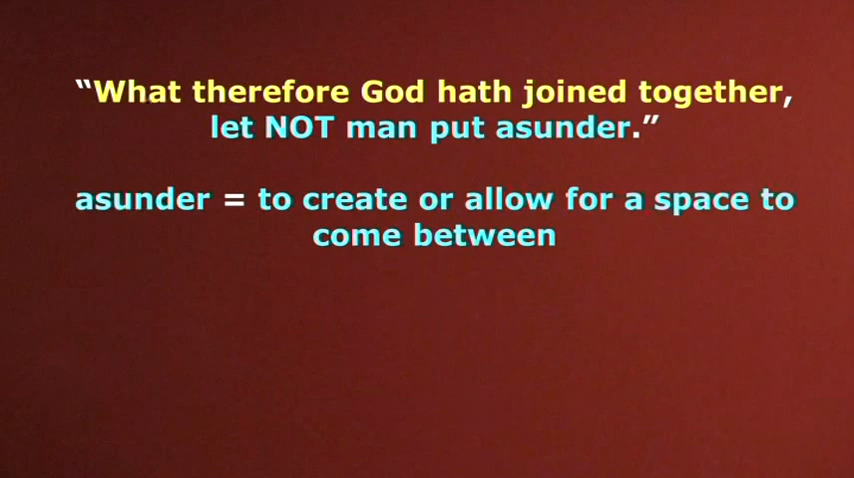 “What therefore God hath joined together,
let NOT man put asunder.”
asunder = to create or allow for a space to
come between